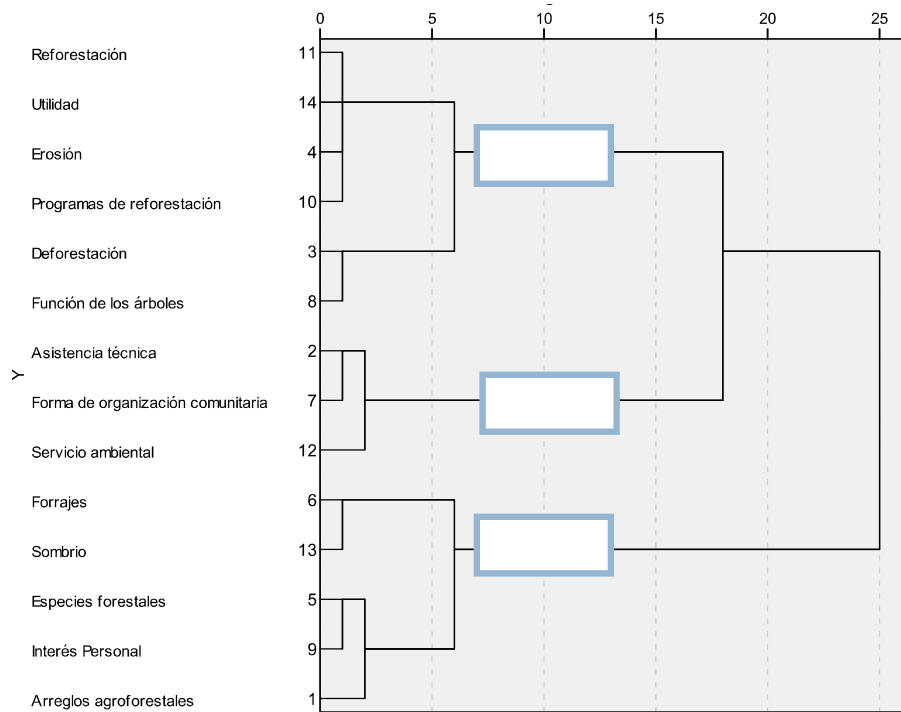 0 5 10 15 20 25
Reforestación 11
Utilidad 14
Erosión 4
Programas de reforestación 10
Deforestación 3
Función de los árboles 8
Asistencia técnica 2
Y
Forma de organización comunitaria 7
Servicio ambiental 12
Forrajes 6
Sombrio 13
Especies forestales 5
Interés Personal 9
Arreglos agroforestales 1